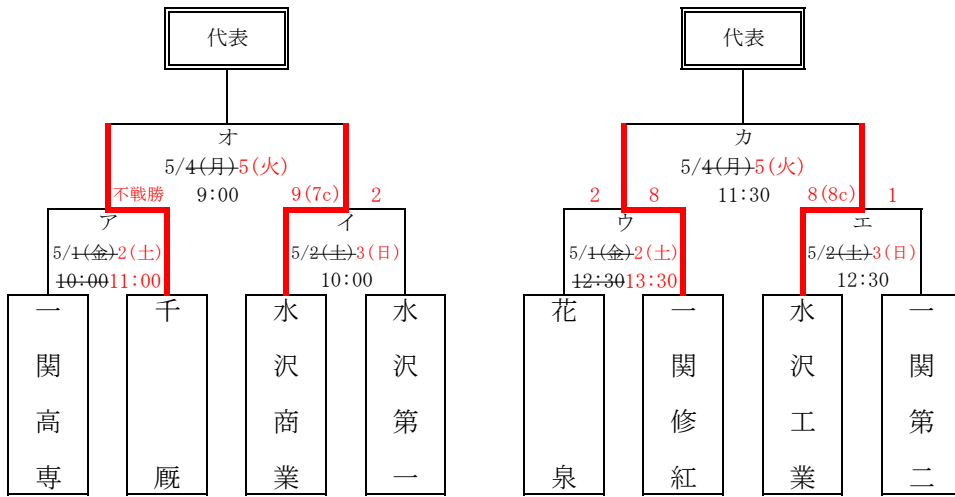 代表
代表
オ
カ
5/4(月)5(火)
5/4(月)5(火)
不戦勝 9:00 9(7c) 2
2 8 11:30 8(8c) 1
ア
イ
ウ
エ
5/1(金)2(土)
5/2(土)3(日)
5/1(金)2(土)
5/2(土)3(日)
10:0011:00
10:00
12:3013:30
12:30
一関高専
千厩
水沢商業
水沢第一
花泉
一関修紅
水沢工業
一関第二